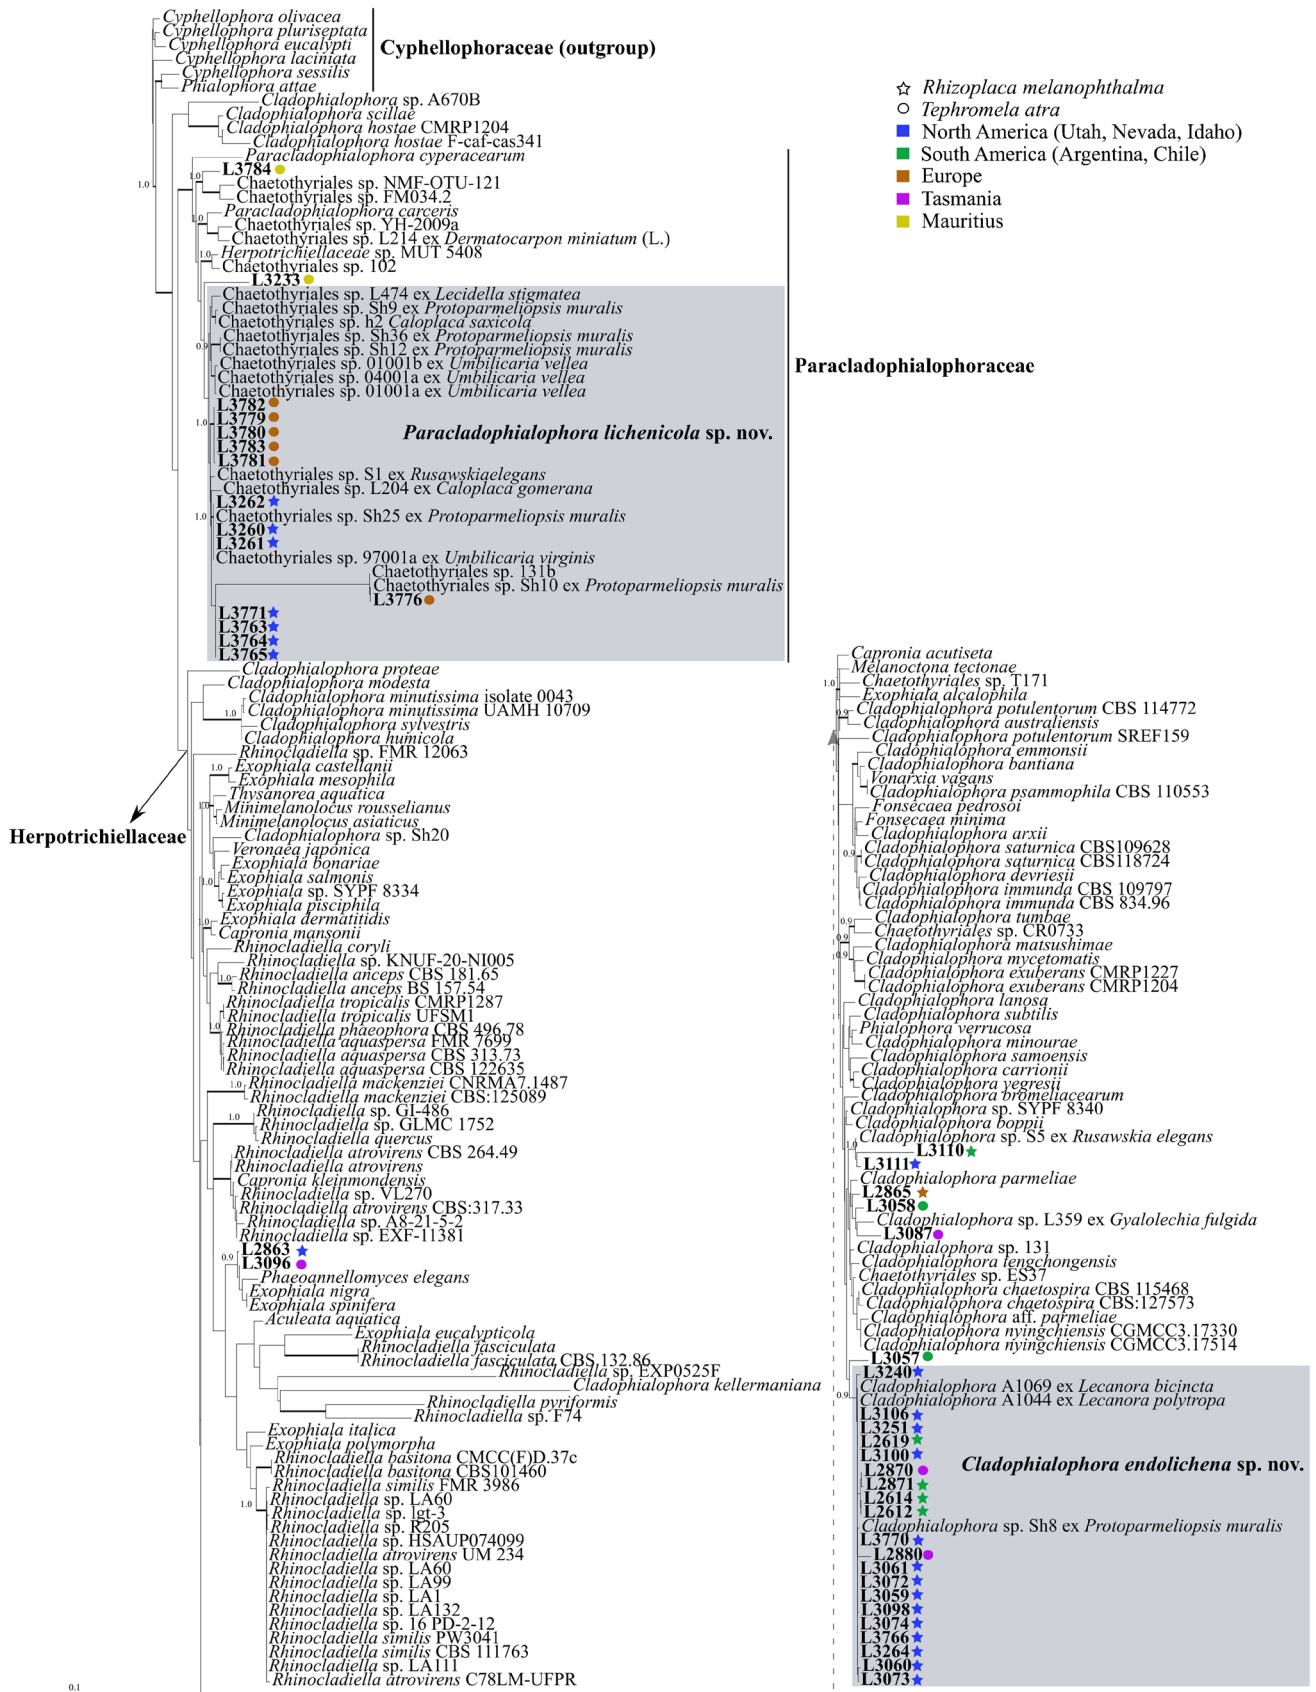 Cyphellophora olivacea
Cyphellophora pluriseptata
Cyphellophora eucalypti
Cyphellophora laciniata
Cyphellophora sessilis
Phialophora attae
Cyphellophoraceae (outgroup)
Cladophialophora sp. A670B
Cladophialophora scillae
Cladophialophora hostae CMRP1204
Cladophialophora hostae F-caf-cas341
Paracladophialophora cyperacearum
L3784
Chaetothyriales sp. NMF-OTU-121
Chaetothyriales sp. FM034.2
Paracladophialophora carceris
Chaetothyriales sp. YH-2009a
Chaetothyriales sp. L214 ex Dermatocarpon miniatum (L.)
Herpotrichiellaceae sp. MUT 5408
Chaetothyriales sp. 102
L3233
Chaetothyriales sp. L474 ex Lecidella stigmatea
Chaetothyriales sp. Sh9 ex Protoparmeliopsis muralis
Chaetothyriales sp. h2 Caloplaca saxicola
Chaetothyriales sp. Sh36 ex Protoparmeliopsis muralis
Chaetothyriales sp. Sh12 ex Protoparmeliopsis muralis
Chaetothyriales sp. 01001b ex Umbilicaria vellea
Chaetothyriales sp. 04001a ex Umbilicaria vellea
Chaetothyriales sp. 01001a ex Umbilicaria vellea
L3782
L3779
L3780
L3783
L3781
Paracladophialophora lichenicola sp. nov.
Chaetothyriales sp. S1 ex Rusawskiaelegans
Chaetothyriales sp. L204 ex Caloplaca gomerana
L3262
Chaetothyriales sp. Sh25 ex Protoparmeliopsis muralis
L3260
L3261
Chaetothyriales sp. 97001a ex Umbilicaria virginis
Chaetothyriales sp. 131b
Chaetothyriales sp. Sh10 ex Protoparmeliopsis muralis
L3776
L3771
L3763
L3764
L3765
Paracladophialophoraceae
Rhizoplaca melanophthalma
Tephromela atra
North America (Utah, Nevada, Idaho)
South America (Argentina, Chile)
Europe
Tasmania
Mauritius
Cladophialophora proteae
Cladophialophora modesta
Cladophialophora minutissima isolate 0043
Cladophialophora minutissima UAMH 10709
Cladophialophora sylvestris
Cladophialophora humicola
Rhinocladiella sp. FMR 12063
Exophiala castellanii
Exophiala mesophila
Thysanorea aquatica
Minimelanolocus rousselianus
Minimelanolocus asiaticus
Herpotrichiellaceae
Cladophialophora sp. Sh20
Veronaea japonica
Exophiala bonariae
Exophiala salmonis
Exophiala sp. SYPF 8334
Exophiala pisciphila
Exophiala dermatitidis
Capronia mansonii
Rhinocladiella coryli
Rhinocladiella sp. KNUF-20-NI005
Rhinocladiella anceps CBS 181.65
Rhinocladiella anceps BS 157.54
Rhinocladiella tropicalis CMRP1287
Rhinocladiella tropicalis UFSM1
Rhinocladiella phaeophora CBS 496.78
Rhinocladiella aquaspersa FMR 7699
Rhinocladiella aquaspersa CBS 313.73
Rhinocladiella aquaspersa CBS 122635
Rhinocladiella mackenziei CNRMA7.1487
Rhinocladiella mackenziei CBS:125089
Rhinocladiella sp. GI-486
Rhinocladiella sp. GLMC 1752
Rhinocladiella quercus
Rhinocladiella atrovirens CBS 264.49
Rhinocladiella atrovirens
Capronia kleinmondensis
Rhinocladiella sp. VL270
Rhinocladiella atrovirens CBS:317.33
Rhinocladiella sp. A8-21-5-2
Rhinocladiella sp. EXF-11381
L2863
L3096
Phaeoannellomyces elegans
Exophiala nigra
Exophiala spinifera
Aculeata aquatica
Exophiala eucalypticola
Rhinocladiella fasciculata
Rhinocladiella fasciculata CBS 132.86
Rhinocladiella sp. EXP0525F
Cladophialophora kellermaniana
Rhinocladiella pyriformis
Rhinocladiella sp. F74
Exophiala italica
Exophiala polymorpha
Rhinocladiella basitona CMCC(F)D.37c
Rhinocladiella basitona CBS101460
Rhinocladiella similis FMR 3986
Rhinocladiella sp. LA60
Rhinocladiella sp. lgt-3
Rhinocladiella sp. R205
Rhinocladiella sp. HSAUP074099
Rhinocladiella atrovirens UM 234
Rhinocladiella sp. LA60
Rhinocladiella sp. LA99
Rhinocladiella sp. LA1
Rhinocladiella sp. LA132
Rhinocladiella sp. 16 PD-2-12
Rhinocladiella similis PW3041
Rhinocladiella similis CBS 111763
Rhinocladiella sp. LA111
Rhinocladiella atrovirens C78LM-UFPR
0.1
Capronia acutiseta
Melanoctona tectonae
Chaetothyriales sp. T171
Exophiala alcalophila
Cladophialophora potulentorum CBS 114772
Cladophialophora australiensis
Cladophialophora potulentorum SREF159
Cladophialophora emmonsii
Cladophialophora bantiana
Vonarxia vagans
Cladophialophora psammophila CBS 110553
Fonsecaea pedrosoi
Fonsecaea minima
Cladophialophora arxii
Cladophialophora saturnica CBS109628
Cladophialophora saturnica CBS118724
Cladophialophora devriesii
Cladophialophora immunda CBS 109797
Cladophialophora immunda CBS 834.96
Cladophialophora tumbae
Chaetothyriales sp. CR0733
Cladophialophora matsushimae
Cladophialophora mycetomatis
Cladophialophora exuberans CMRP1227
Cladophialophora exuberans CMRP1204
Cladophialophora lanosa
Cladophialophora subtilis
Phialophora verrucosa
Cladophialophora minourae
Cladophialophora samoensis
Cladophialophora carrionii
Cladophialophora yegresii
Cladophialophora bromeliacearum
Cladophialophora sp. SYPF 8340
Cladophialophora boppii
Cladophialophora sp. S5 ex Rusawskia elegans
L3110
L3111
Cladophialophora parmeliae
L2865
L3058
Cladophialophora sp. L359 ex Gyalolechia fulgida
L3087
Cladophialophora sp. 131
Cladophialophora tengchongensis
Chaetothyriales sp. ES37
Cladophialophora chaetospira CBS 115468
Cladophialophora chaetospira CBS:127573
Cladophialophora aff. parmeliae
Cladophialophora nyingchiensis CGMCC3.17330
Cladophialophora nyingchiensis CGMCC3.17514
L3057
L3240
Cladophialophora A1069 ex Lecanora bicincta
Cladophialophora A1044 ex Lecanora polytropa
L3106
L3251
L2619
L3100
L2870
L2871
L2614
L2612
Cladophialophora endolichena sp. nov.
Cladophialophora sp. Sh8 ex Protoparmeliopsis muralis
L3770
L2880
L3061
L3072
L3059
L3098
L3074
L3766
L3264
L3060
L3073